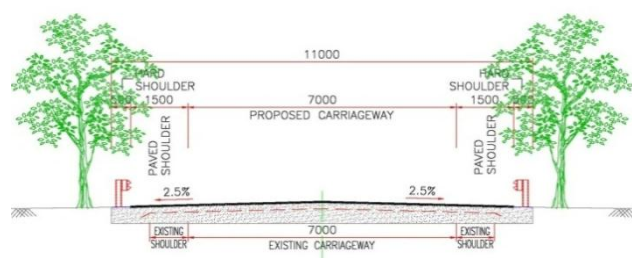 11000
HARD
SHOULDER
HARD
SHOULDER
1500
7000
1500
PROPOSED CARRIAGEWAY
PAVED
SHOULDER
PAVED
SHOULDER
2.5%
2.5%
EXISTING
SHOULDER
7000
EXISTING
SHOULDER
EXISTING CARRIAGEWAY